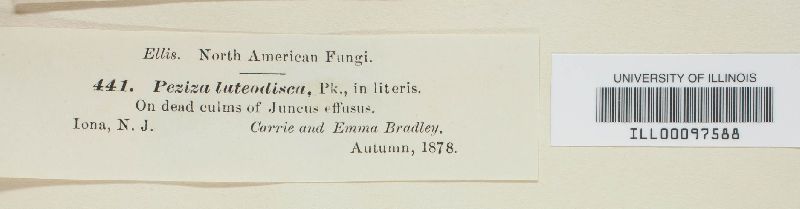 Ellis. North American Fungi.
441. Peziza luteodisca, Pk., in literis.
On dead culms of Juncus effusus.
Iona, N. J. Carrie and Emma Bradley,
Autumn, 1878.
UNIVERSITY OF ILLINOIS
ILL00097588